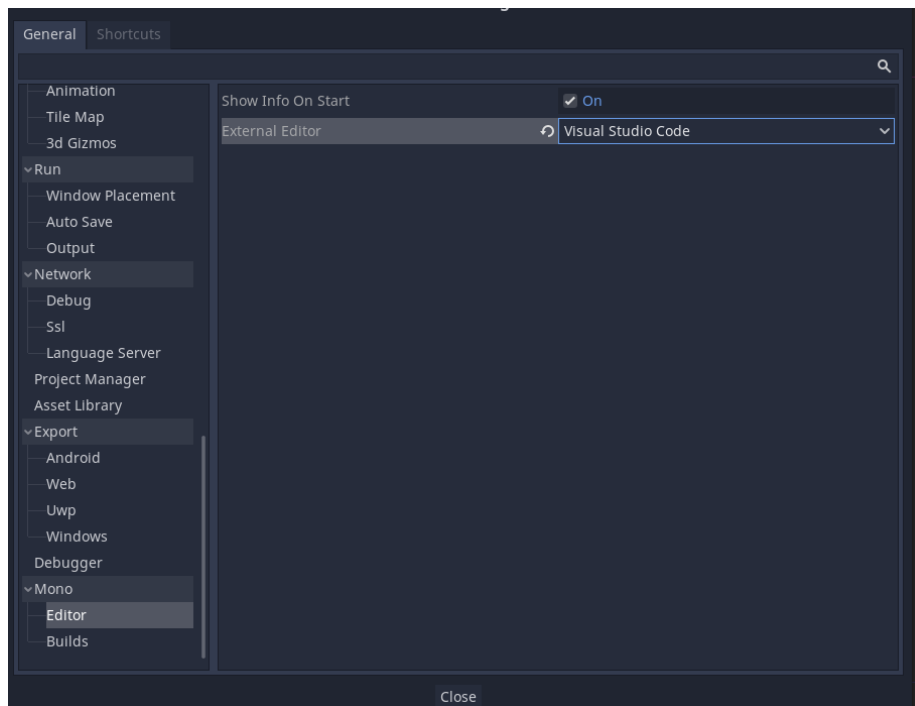 General Shortcuts
Animation
Tile Map
3d Gizmos
Run
Window Placement
Auto Save
Output
Network
Debug
Ssl
Language Server
Project Manager
Asset Library
Export
Android
Web
Uwp
Windows
Debugger
Mono
Editor
Builds
Show Info On Start On
External Editor Visual Studio Code
Close